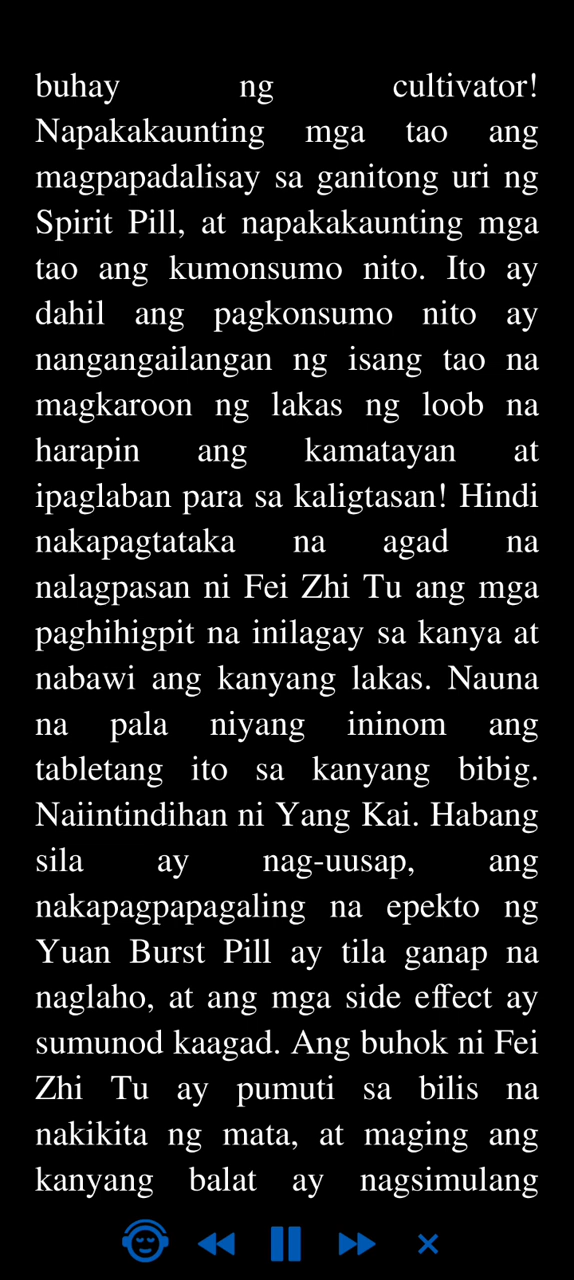 buhay ng cultivator!
Napakakaunting mga tao ang
magpapadalisay sa ganitong uri ng
Spirit Pill, at napakakaunting mga
tao ang kumonsumo nito. Ito ay
dahil ang pagkonsumo nito ay
nangangailangan ng isang tao na
magkaroon ng lakas ng loob na
harapin ang kamatayan at
ipaglaban para sa kaligtasan! Hindi
nakapagtataka na agad na
nalagpasan ni Fei Zhi Tu ang mga
paghihigpit na inilagay sa kanya at
nabawi ang kanyang lakas. Nauna
na pala niyang ininom ang
tabletang ito sa kanyang bibig.
Naiintindihan ni Yang Kai. Habang
sila ay nag-uusap, ang
nakapagpapagaling na epekto ng
Yuan Burst Pill ay tila ganap na
naglaho, at ang mga side effect ay
sumunod kaagad. Ang buhok ni Fei
Zhi Tu ay pumuti sa bilis na
nakikita ng mata, at maging ang
kanyang balat ay nagsimulang